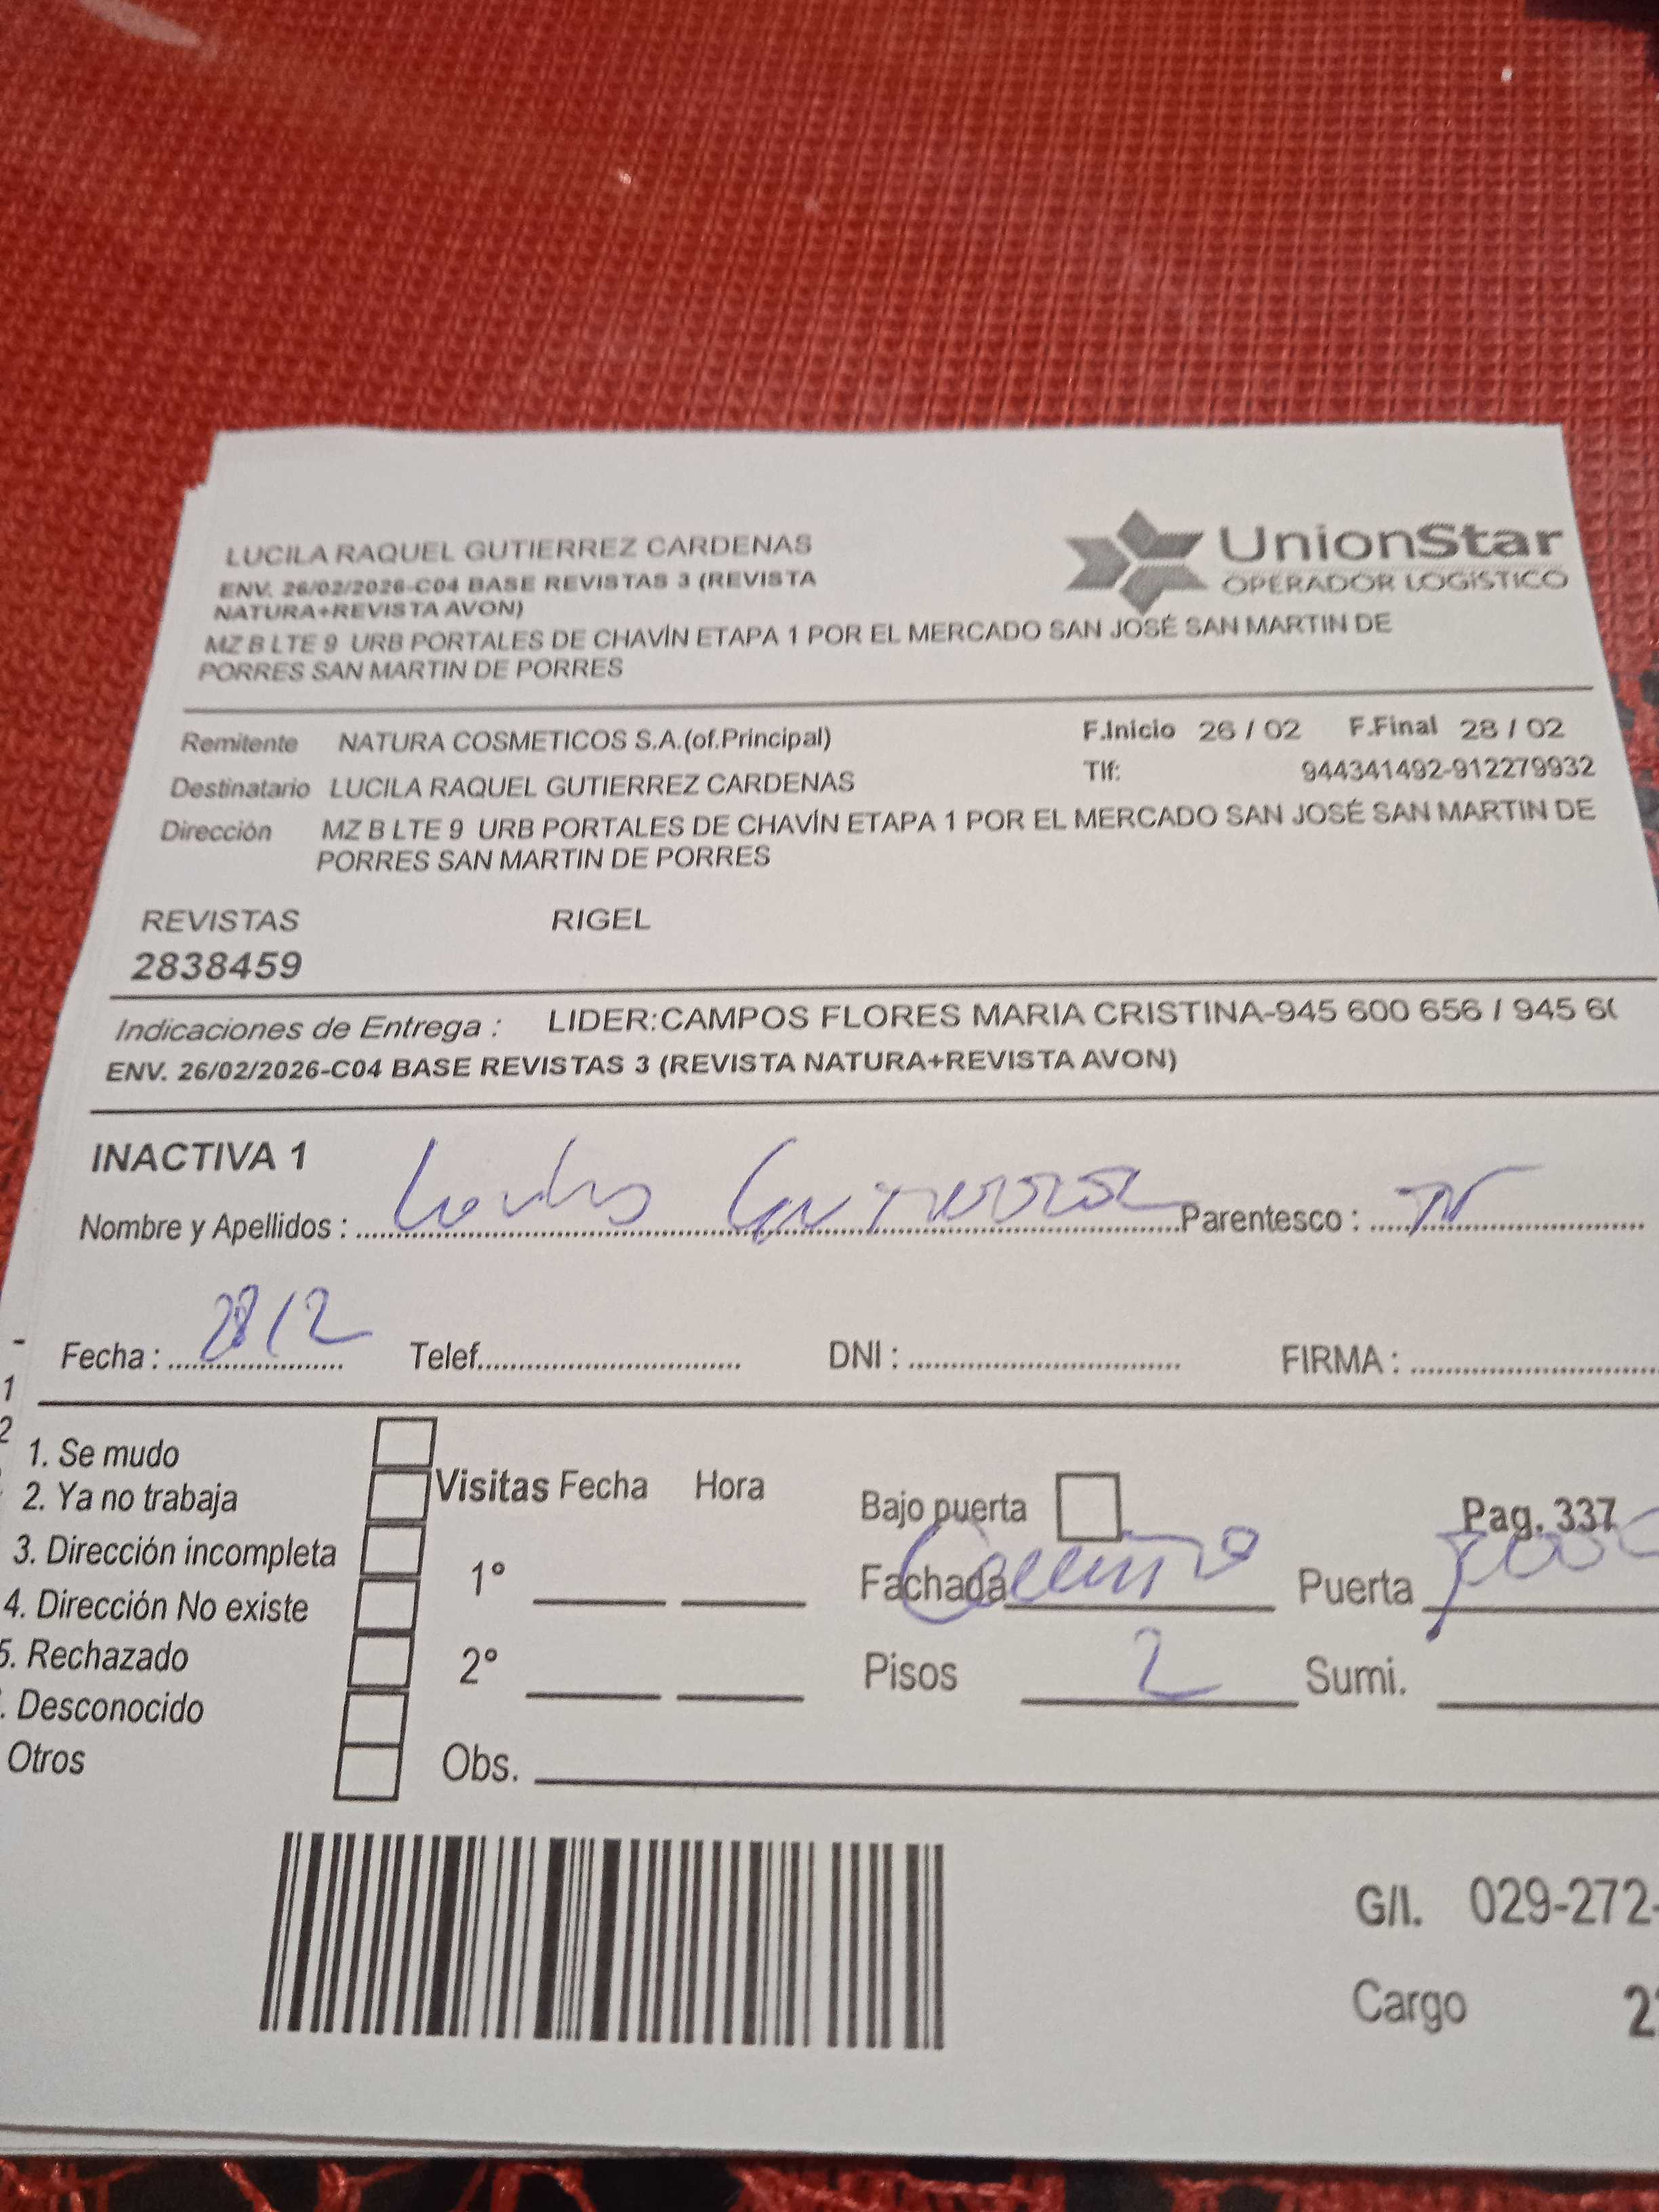 LUCILA RAQUEL GUTIERREZ CARDENAS
ENV. 26/02/2026-C04 BASE REVISTAS 3 (REVISTA
NATURA+REVISTA AVON)
MZ B LTE 9 URB PORTALES DE CHAVÍN ETAPA 1 POR EL MERCADO SAN JOSÉ SAN MARTIN DE
PORRES SAN MARTIN DE PORRES
UnionStar
OPERADOR LOGÍSTICO
Remitente NATURA COSMETICOS S.A.(of.Principal)
F.Inicio 26 / 02 F.Final 28 / 02
Destinatario LUCILA RAQUEL GUTIERREZ CARDENAS
Tlf: 944341492-912279932
Dirección MZ B LTE 9 URB PORTALES DE CHAVÍN ETAPA 1 POR EL MERCADO SAN JOSÉ SAN MARTIN DE
PORRES SAN MARTIN DE PORRES
REVISTAS RIGEL
2838459
Indicaciones de Entrega : LIDER:CAMPOS FLORES MARIA CRISTINA-945 600 656 / 945 6
ENV. 26/02/2026-C04 BASE REVISTAS 3 (REVISTA NATURA+REVISTA AVON)
INACTIVA 1
Nombre y Apellidos : Gutierrez Parentesco :
Fecha : 28/2 Telef. DNI : FIRMA :
1. Se mudo
2. Ya no trabaja
3. Dirección incompleta
4. Dirección No existe
5. Rechazado
. Desconocido
Otros
Visitas Fecha Hora
1°
2°
Obs.
Bajo puerta
Pag. 337
Fachada Puerta
Pisos 2 Sumi.
G/I. 029-272-
Cargo 2